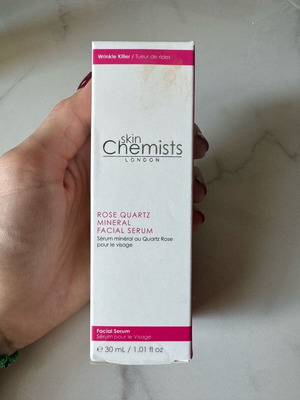 Wrinkle Killer / Tueur de rides
skin
Chemists
LONDON
ROSE QUARTZ
MINERAL
FACIAL SERUM
Sérum minéral au Quartz Rose
pour le visage
Facial Serum
Sérum pour le Visage
℮ 30 mL / 1.01 fl oz